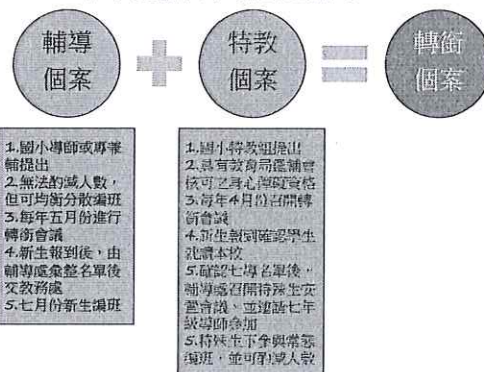 輔導
個案
特教
個案
轉銜
個案
1.國小導師或專兼
輔提出
2.無法酌減人數，
但可均衡分散編班
3.每年五月份進行
轉銜會議
4.新生報到後，由
輔導處彙整名單後
交教務處
5.七月份新生編班
1.國小特教組提出
2.具有教育局鑑輔會
核可之身心障礙資格
3.每年4月份召開轉
銜會議
4.新生報到確認學生
就讀本校
5.確認七導名單後，
輔導處召開特殊生安
置會議，並邀請七年
級導師參加
5.特殊生不參與常態
編班，並可酌減人數